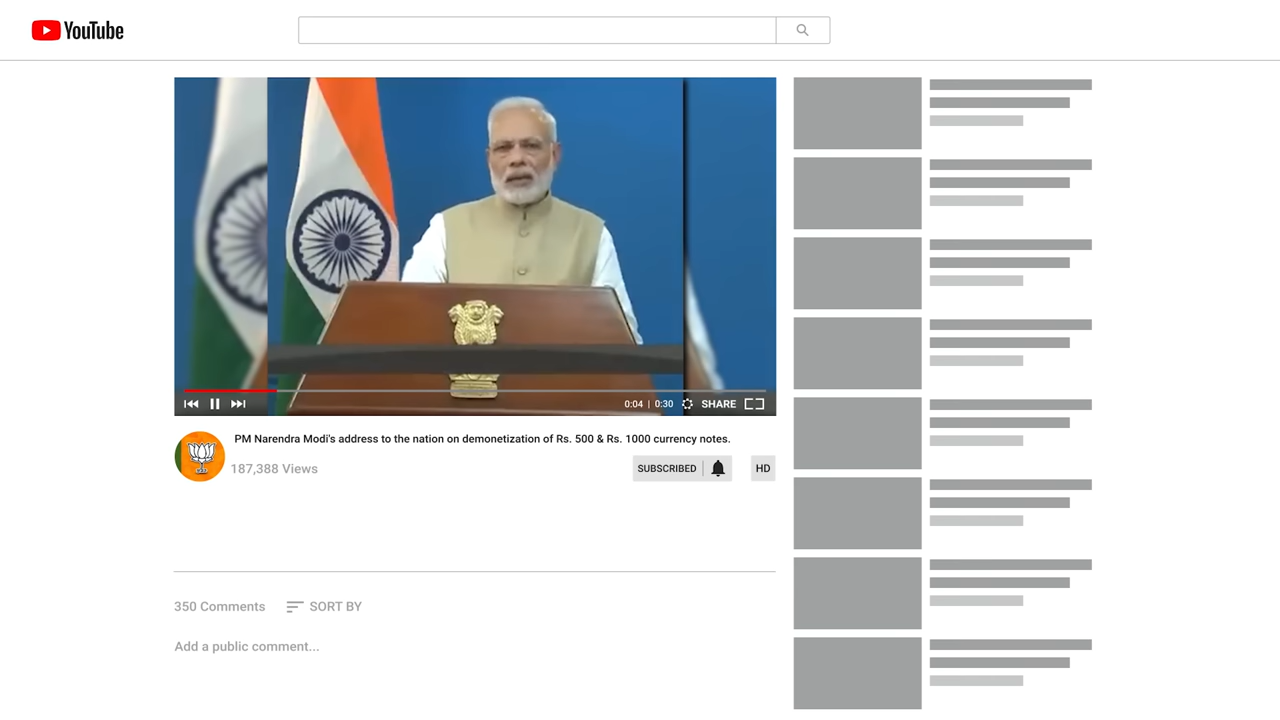 YouTube
0:04 | 0:30 SHARE
PM Narendra Modi's address to the nation on demonetization of Rs. 500 & Rs. 1000 currency notes.
187,388 Views
SUBSCRIBED
HD
350 Comments
SORT BY
Add a public comment...